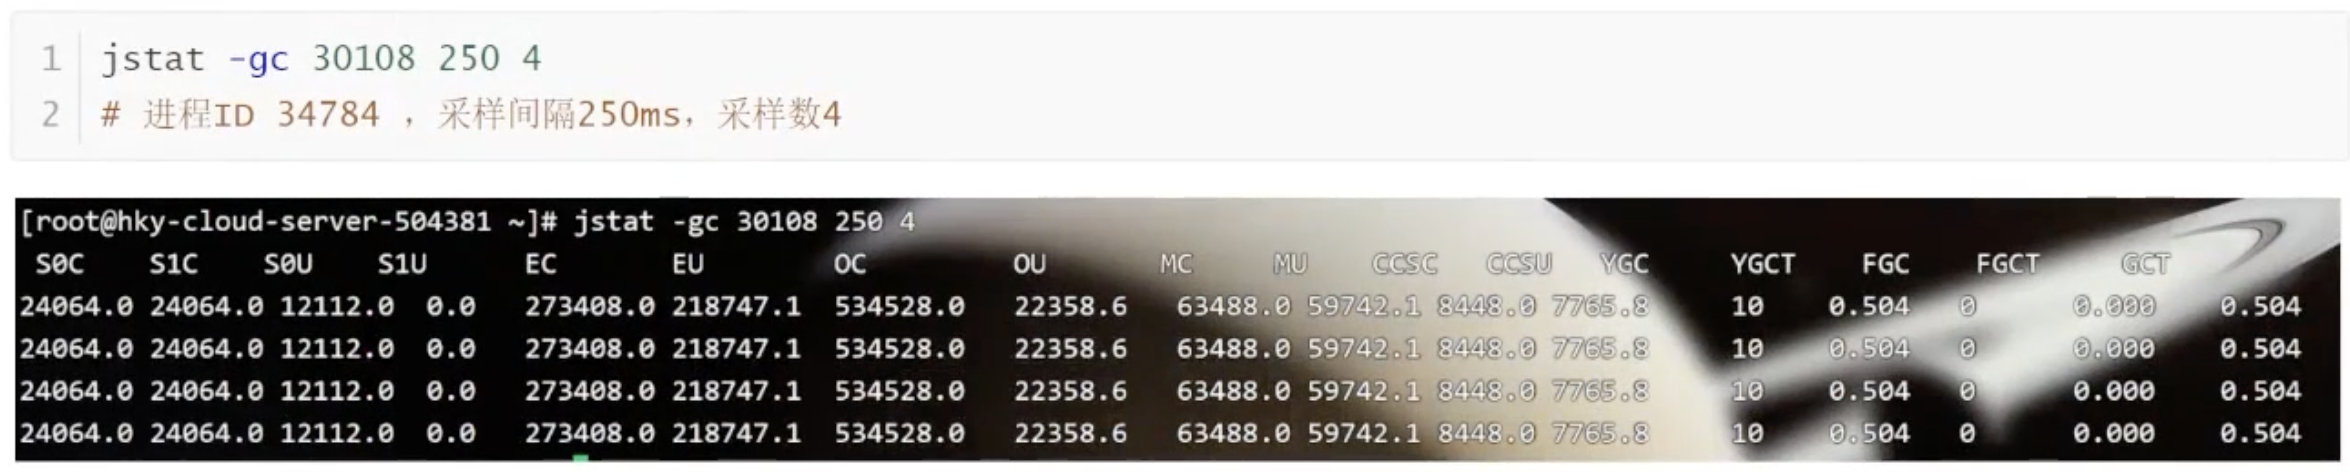 1 jstat -gc 30108 250 4
2 # 进程ID 34784 ，采样间隔250ms，采样数4
[root@hky-cloud-server-504381 ~]# jstat -gc 30108 250 4
S0C S1C S0U S1U EC EU OC OU MC MU CCSC CCSU YGC YGCT FGC FGCT GCT
24064.0 24064.0 12112.0 0.0 273408.0 218747.1 534528.0 22358.6 63488.0 59742.1 8448.0 7765.8 10 0.504 0 0.000 0.504
24064.0 24064.0 12112.0 0.0 273408.0 218747.1 534528.0 22358.6 63488.0 59742.1 8448.0 7765.8 10 0.504 0 0.000 0.504
24064.0 24064.0 12112.0 0.0 273408.0 218747.1 534528.0 22358.6 63488.0 59742.1 8448.0 7765.8 10 0.504 0 0.000 0.504
24064.0 24064.0 12112.0 0.0 273408.0 218747.1 534528.0 22358.6 63488.0 59742.1 8448.0 7765.8 10 0.504 0 0.000 0.504